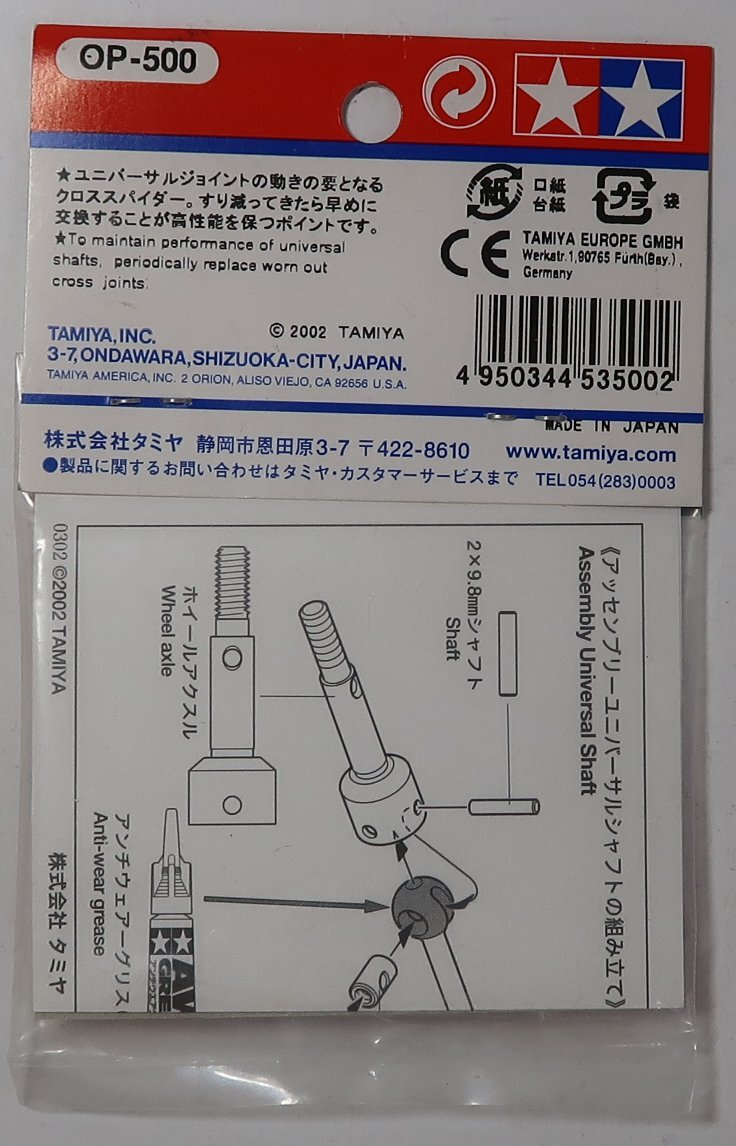 OP-500
★ユニバーサルジョイントの動きの要となる
クロススパイダー。すり減ってきたら早めに
交換することが高性能を保つポイントです。
★To maintain performance of universal
shafts, periodically replace worn out
cross joints.
紙
口紙
台紙
プラ
袋
CE
TAMIYA EUROPE GMBH
Werkstr.1,90765 Fürth(Bay.),
Germany
© 2002 TAMIYA
TAMIYA, INC.
3-7, ONDAWARA, SHIZUOKA-CITY, JAPAN.
TAMIYA AMERICA, INC. 2 ORION, ALISO VIEJO, CA 92656 U.S.A.
4 950344 535002
MADE IN JAPAN
株式会社タミヤ 静岡市恩田原3-7 〒422-8610
www.tamiya.com
●製品に関するお問い合わせはタミヤ・カスタマーサービスまで TEL054(283)0003
《アッセンブリーユニバーサルシャフトの組み立て》
Assembly Universal Shaft
2×9.8mmシャフト
Shaft
ホイールアクスル
Wheel axle
アンチウェアーグリス
Anti-wear grease
0302 ©2002 TAMIYA
株式会社 タミヤ